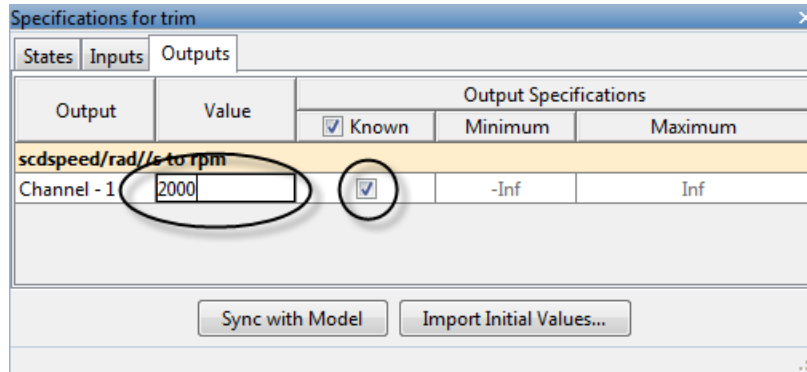 Specifications for trim
States Inputs Outputs
Output Value Output Specifications
Known Minimum Maximum
scdspeed/rad//s to rpm
Channel - 1 2000 -Inf Inf
Sync with Model Import Initial Values...